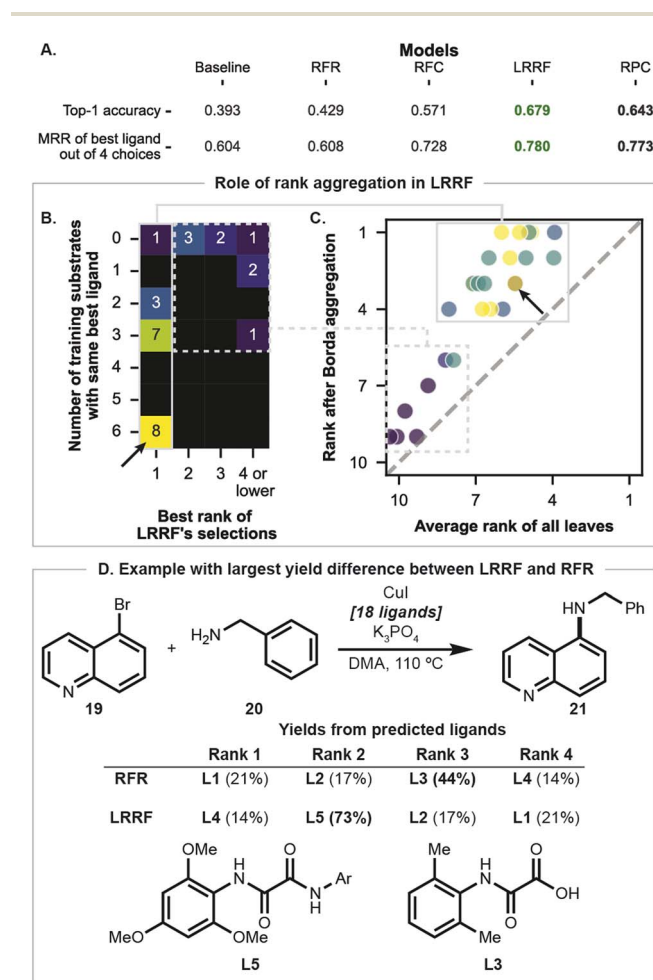 A.
Models
Baseline RFR RFC LRRF RPC
Top-1 accuracy 0.393 0.429 0.571 0.679 0.643
MRR of best ligand
out of 4 choices 0.604 0.608 0.728 0.780 0.773
Role of rank aggregation in LRRF
B.
Number of training substrates
with same best ligand
0 1 3 2 1
1 2
2 3
3 7 1
4
5
6 8
1 2 3 4 or
lower
Best rank of
LRRF's selections
C.
Rank after Borda aggregation
1
4
7
10
10 7 4 1
Average rank of all leaves
D. Example with largest yield difference between LRRF and RFR
Br
N
19
+
H2N
20
CuI
[18 ligands]
K3PO4
DMA, 110 ºC
HN Ph
N
21
Yields from predicted ligands
Rank 1 Rank 2 Rank 3 Rank 4
RFR L1 (21%) L2 (17%) L3 (44%) L4 (14%)
LRRF L4 (14%) L5 (73%) L2 (17%) L1 (21%)
OMe
H
N
O
O
N
H
Ar
MeO
OMe
L5
Me
H
N
O
O
OH
Me
L3